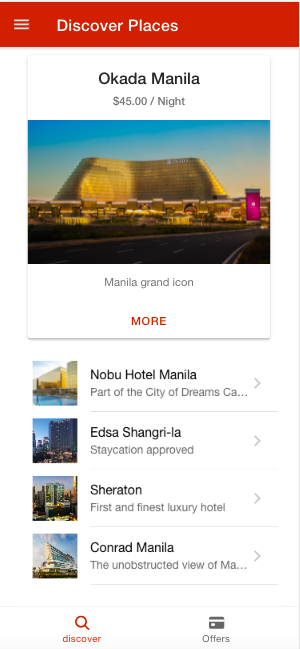 Discover Places
Okada Manila
$45.00 / Night
Manila grand icon
MORE
Nobu Hotel Manila
Part of the City of Dreams Ca...
Edsa Shangri-la
Staycation approved
Sheraton
First and finest luxury hotel
Conrad Manila
The unobstructed view of Ma...
discover
Offers